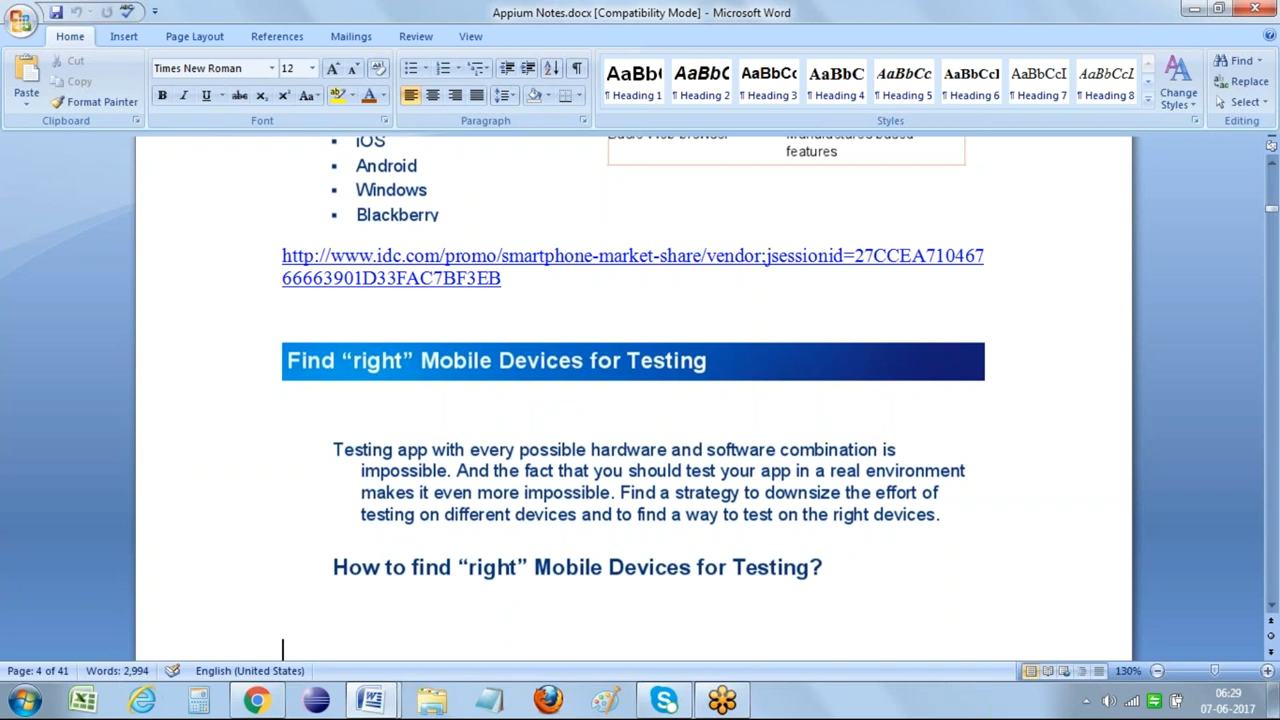 Appium Notes.docx [Compatibility Mode] - Microsoft Word
Home Insert Page Layout References Mailings Review View
Paste
Cut
Copy
Format Painter
Clipboard
Times New Roman 12
Font
Paragraph
AaBbC AaBbC AaBbCc AaBbC AaBbCc AaBbCcI AaBbCcI AaBbCcI
¶ Heading 1 ¶ Heading 2 ¶ Heading 3 ¶ Heading 4 ¶ Heading 5 ¶ Heading 6 ¶ Heading 7 ¶ Heading 8
Change Styles
Styles
Find
Replace
Select
Editing
iOS
Android
Windows
Blackberry
Basic Web browser
features
http://www.idc.com/promo/smartphone-market-share/vendor;jsessionid=27CCEA710467
66663901D33FAC7BF3EB
Find “right” Mobile Devices for Testing
Testing app with every possible hardware and software combination is
impossible. And the fact that you should test your app in a real environment
makes it even more impossible. Find a strategy to downsize the effort of
testing on different devices and to find a way to test on the right devices.
How to find “right” Mobile Devices for Testing?
Page: 4 of 41 Words: 2,994 English (United States) 130%
06:29
07-06-2017